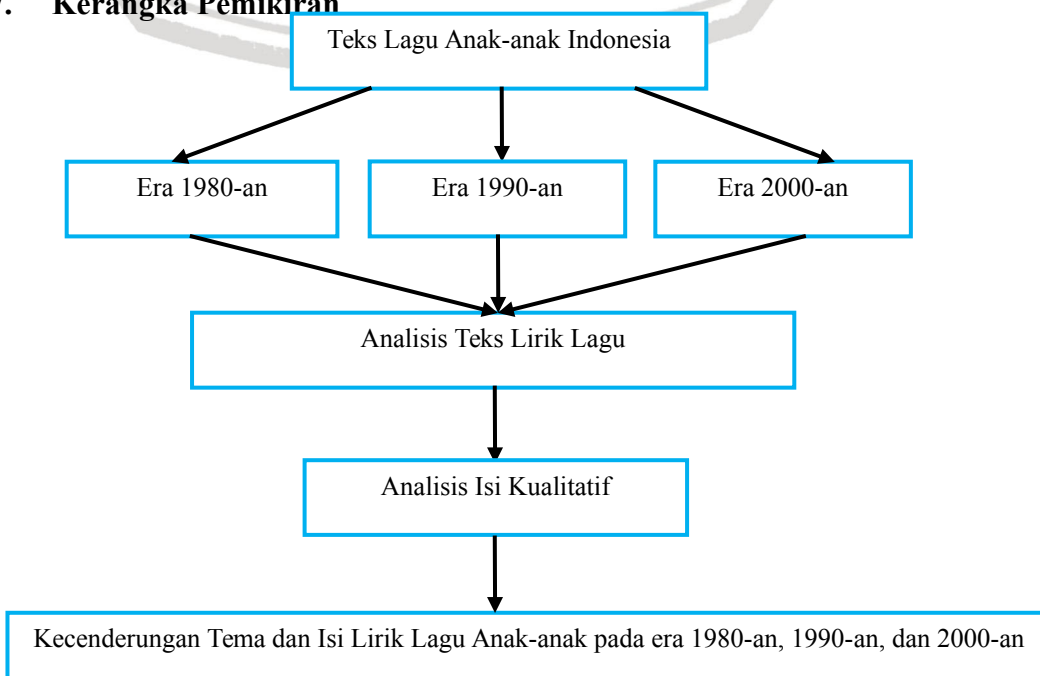 Kerangka Pemikiran
Teks Lagu Anak-anak Indonesia
Era 1980-an
Era 1990-an
Era 2000-an
Analisis Teks Lirik Lagu
Analisis Isi Kualitatif
Kecenderungan Tema dan Isi Lirik Lagu Anak-anak pada era 1980-an, 1990-an, dan 2000-an